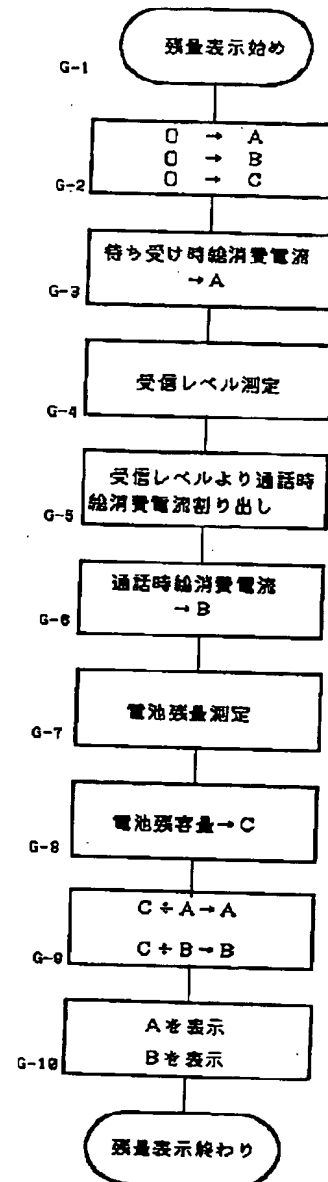 残量表示始め
G-1
0 → A
0 → B
0 → C
G-2
待ち受け時総消費電流
→A
G-3
受信レベル測定
G-4
受信レベルより通話時
総消費電流割り出し
G-5
通話時総消費電流
→B
G-6
電池残量測定
G-7
電池残容量→C
G-8
C÷A→A
C÷B→B
G-9
Aを表示
Bを表示
G-10
残量表示終わり